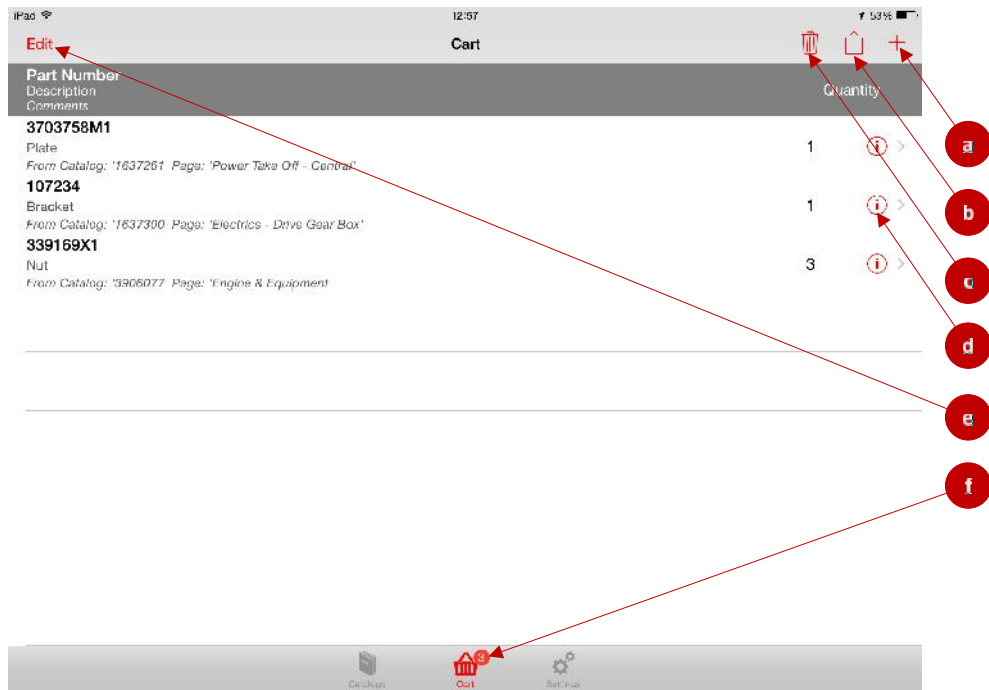 iPad 12:57 53%
Edit Cart
Part Number
Description Quantity
Comments
3703758M1
Plate 1
From Catalog: '1637261 Page: 'Power Take Off - Central'
107234
Bracket 1
From Catalog: '1637300 Page: 'Electrics - Drive Gear Box'
339169X1
Nut 3
From Catalog: '3906077 Page: 'Engine & Equipment
a
b
c
d
e
f
3
Catalogs Cart Settings